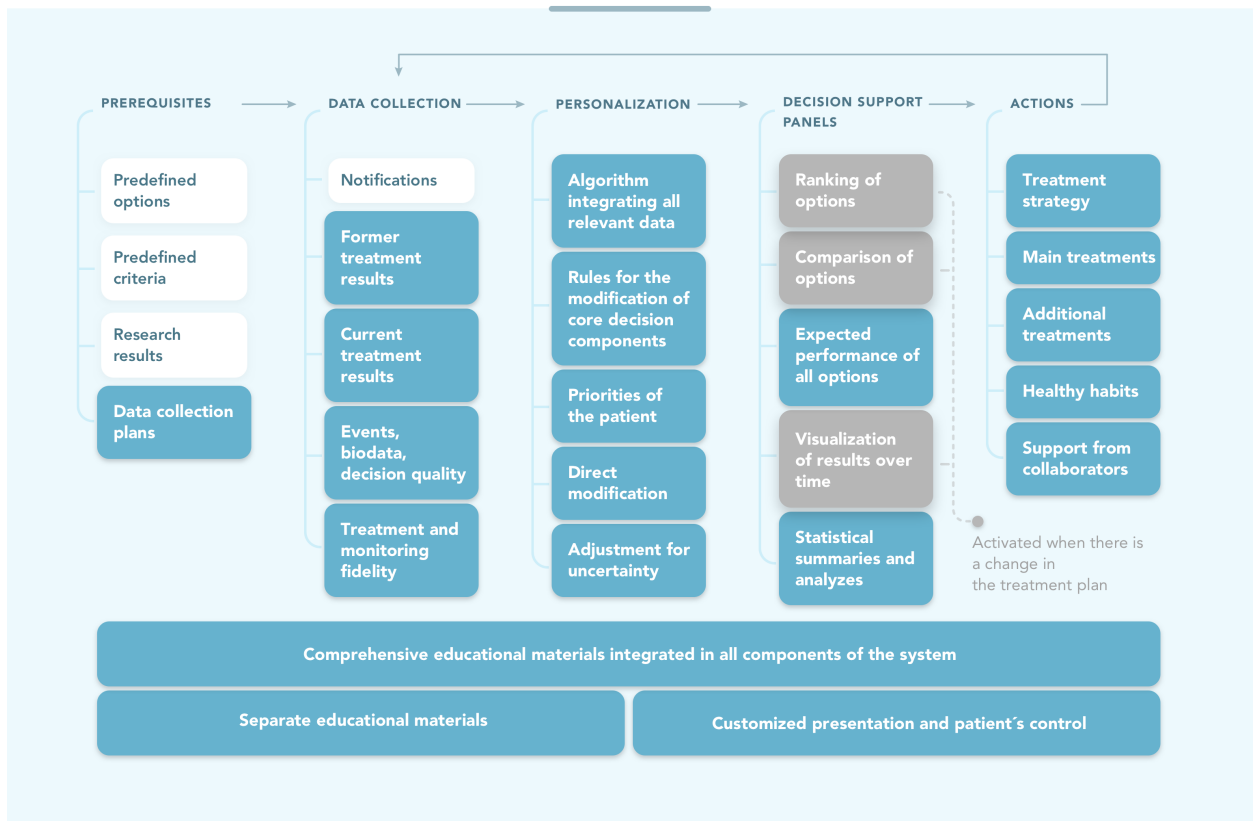 PREREQUISITES
Predefined
options
Predefined
criteria
Research
results
Data collection
plans
DATA COLLECTION
Notifications
Former
treatment
results
Current
treatment
results
Events,
biodata,
decision quality
Treatment and
monitoring
fidelity
PERSONALIZATION
Algorithm
integrating all
relevant data
Rules for the
modification of
core decision
components
Priorities of
the patient
Direct
modification
Adjustment for
uncertainty
DECISION SUPPORT
PANELS
Ranking of
options
Comparison of
options
Expected
performance of
all options
Visualization
of results over
time
Statistical
summaries and
analyzes
ACTIONS
Treatment
strategy
Main treatments
Additional
treatments
Healthy habits
Support from
collaborators
Activated when there is
a change in
the treatment plan
Comprehensive educational materials integrated in all components of the system
Separate educational materials
Customized presentation and patient´s control